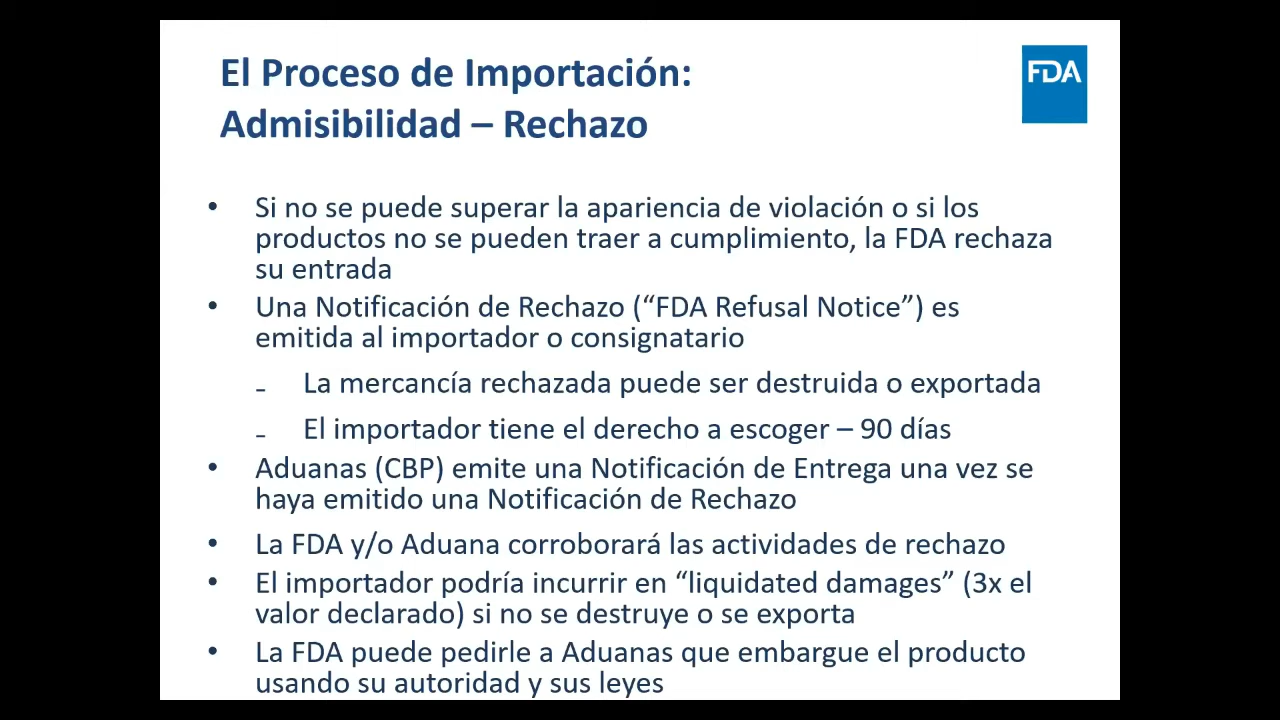 El Proceso de Importación:
Admisibilidad – Rechazo
FDA
• Si no se puede superar la apariencia de violación o si los
productos no se pueden traer a cumplimiento, la FDA rechaza
su entrada
• Una Notificación de Rechazo (“FDA Refusal Notice”) es
emitida al importador o consignatario
- La mercancía rechazada puede ser destruida o exportada
- El importador tiene el derecho a escoger – 90 días
• Aduanas (CBP) emite una Notificación de Entrega una vez se
haya emitido una Notificación de Rechazo
• La FDA y/o Aduana corroborará las actividades de rechazo
• El importador podría incurrir en “liquidated damages” (3x el
valor declarado) si no se destruye o se exporta
• La FDA puede pedirle a Aduanas que embargue el producto
usando su autoridad y sus leyes